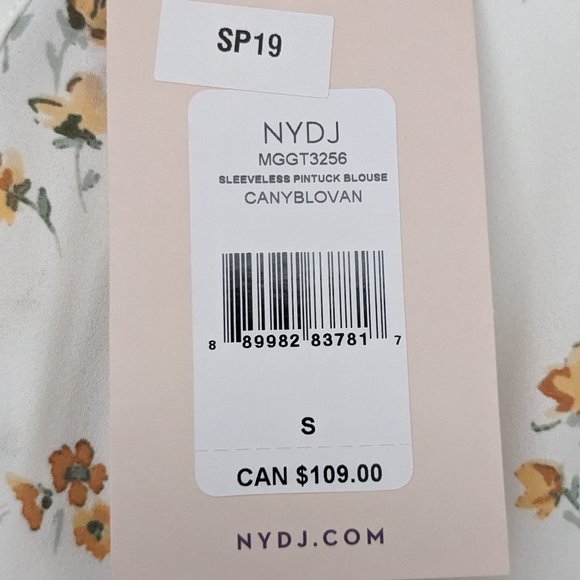 SP19
NYDJ
MGGT3256
SLEEVELESS PINTUCK BLOUSE
CANYBLOVAN
8 89982 83781 7
S
CAN $109.00
NYDJ.COM